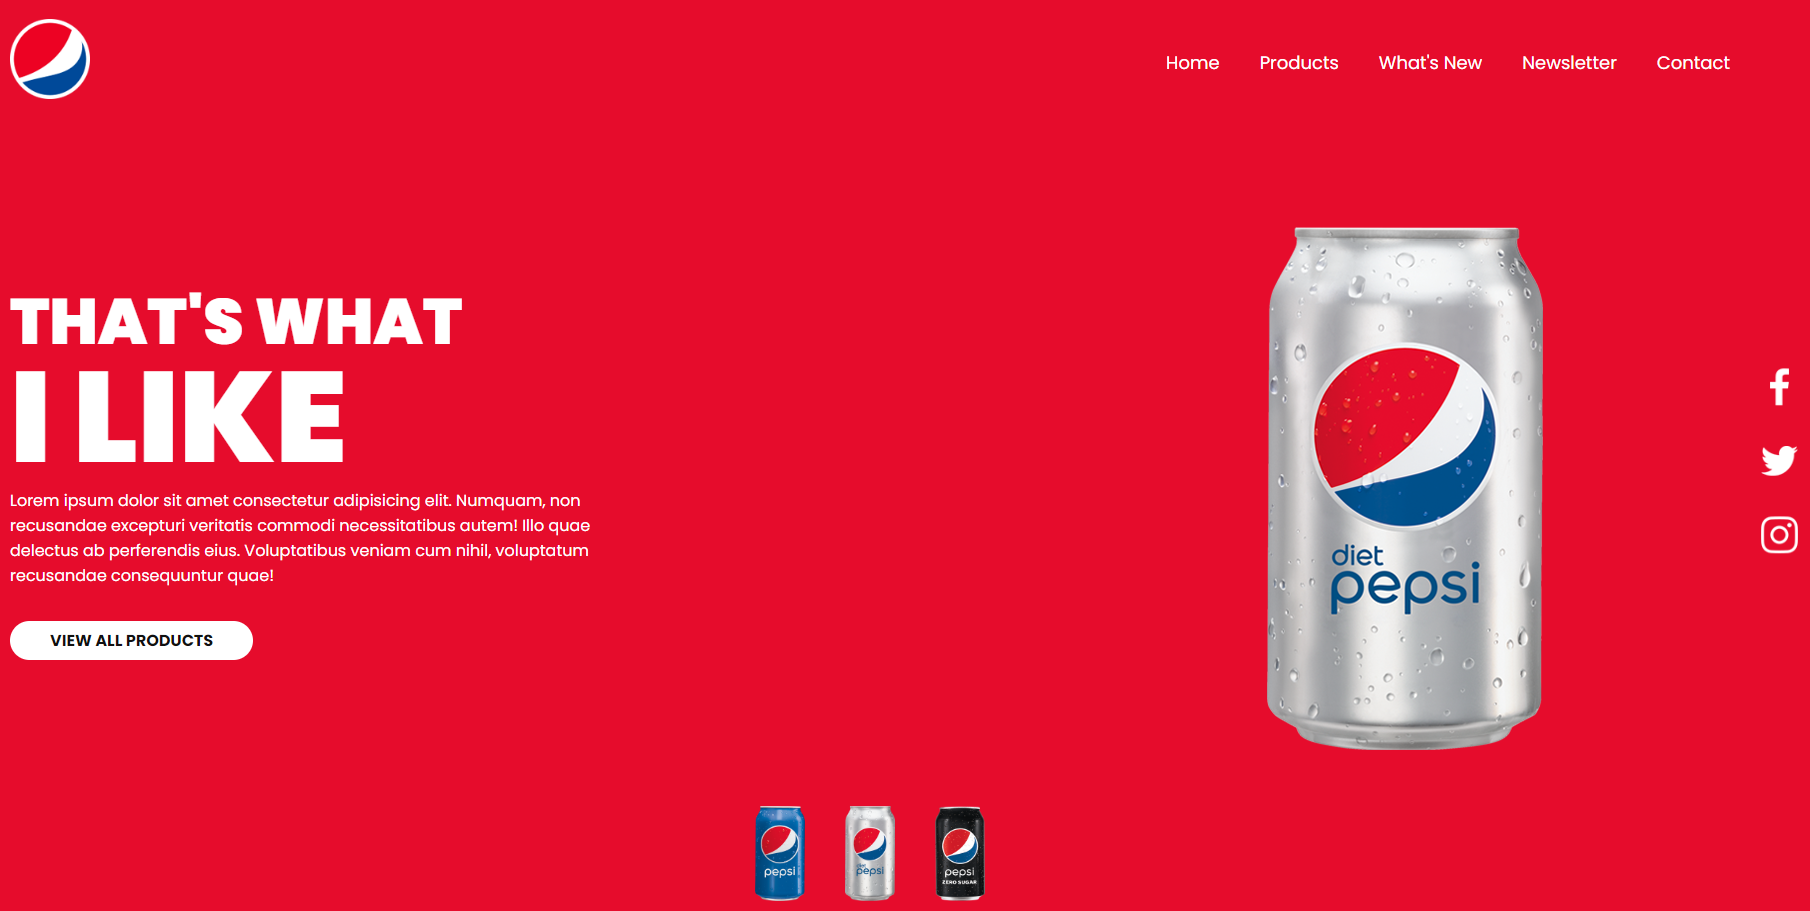 Home Products What's New Newsletter Contact
THAT'S WHAT
I LIKE
Lorem ipsum dolor sit amet consectetur adipisicing elit. Numquam, non
recusandae excepturi veritatis commodi necessitatibus autem! Illo quae
delectus ab perferendis eius. Voluptatibus veniam cum nihil, voluptatum
recusandae consequuntur quae!
VIEW ALL PRODUCTS
diet
pepsi
pepsi
diet
pepsi
pepsi
ZERO SUGAR